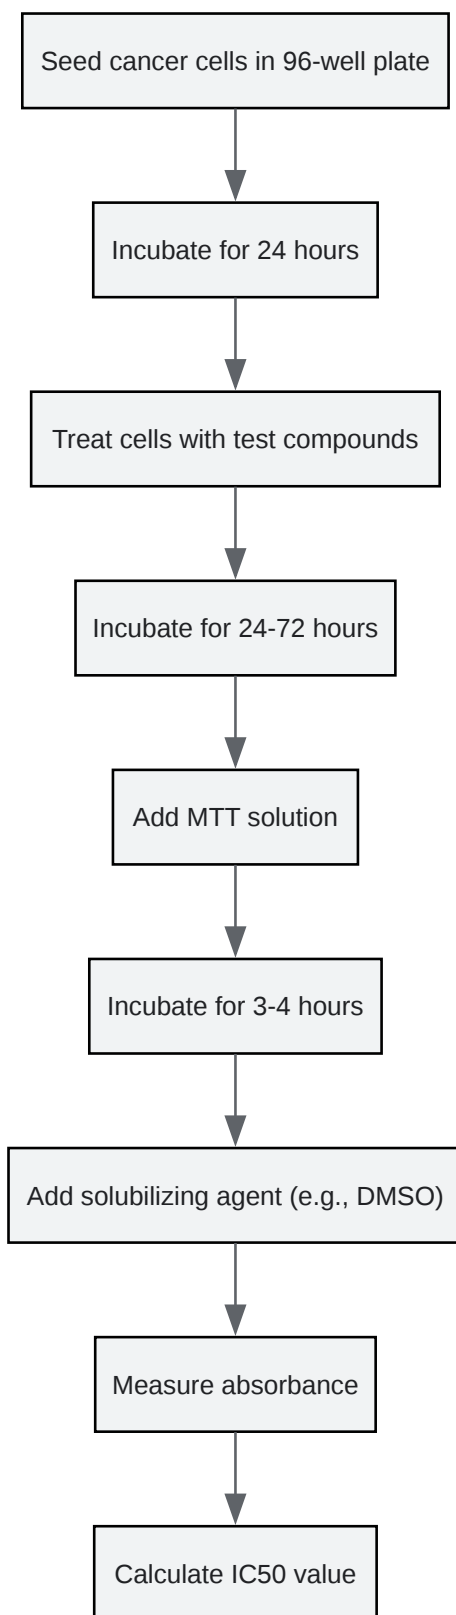 Seed cancer cells in 96-well plate
Incubate for 24 hours
Treat cells with test compounds
Incubate for 24-72 hours
Add MTT solution
Incubate for 3-4 hours
Add solubilizing agent (e.g., DMSO)
Measure absorbance
Calculate IC50 value